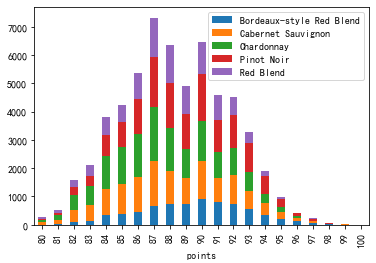 Bordeaux-style Red Blend
Cabernet Sauvignon
Chardonnay
Pinot Noir
Red Blend
7000
6000
5000
4000
3000
2000
1000
0
80 81 82 83 84 85 86 87 88 89 90 91 92 93 94 95 96 97 98 99 100
points